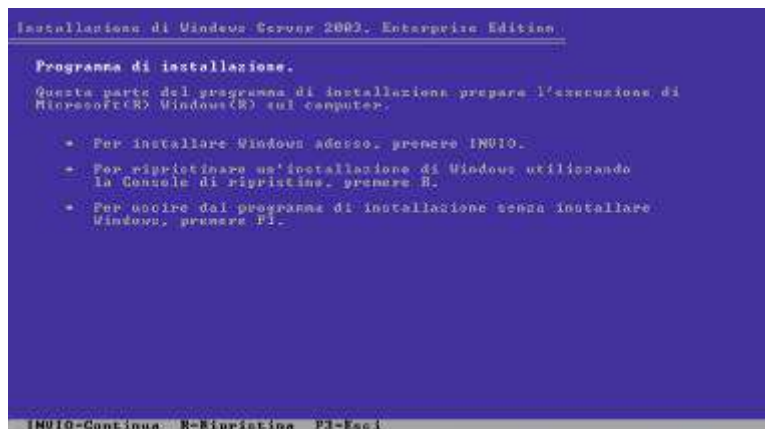 Installazione di Windows Server 2003, Enterprise Edition
Programma di installazione.
Questa parte del programma di installazione prepara l'esecuzione di
Microsoft(R) Windows(R) sul computer.
• Per installare Windows adesso, premere INVIO.
• Per ripristinare un'installazione di Windows utilizzando
la Console di ripristino, premere R.
• Per uscire dal programma di installazione senza installare
Windows, premere F3.
INVIO=Continua R=Ripristina F3=Esci